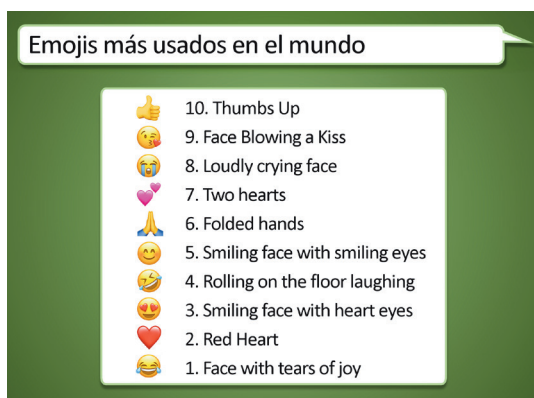 Emojis más usados en el mundo
10. Thumbs Up
9. Face Blowing a Kiss
8. Loudly crying face
7. Two hearts
6. Folded hands
5. Smiling face with smiling eyes
4. Rolling on the floor laughing
3. Smiling face with heart eyes
2. Red Heart
1. Face with tears of joy